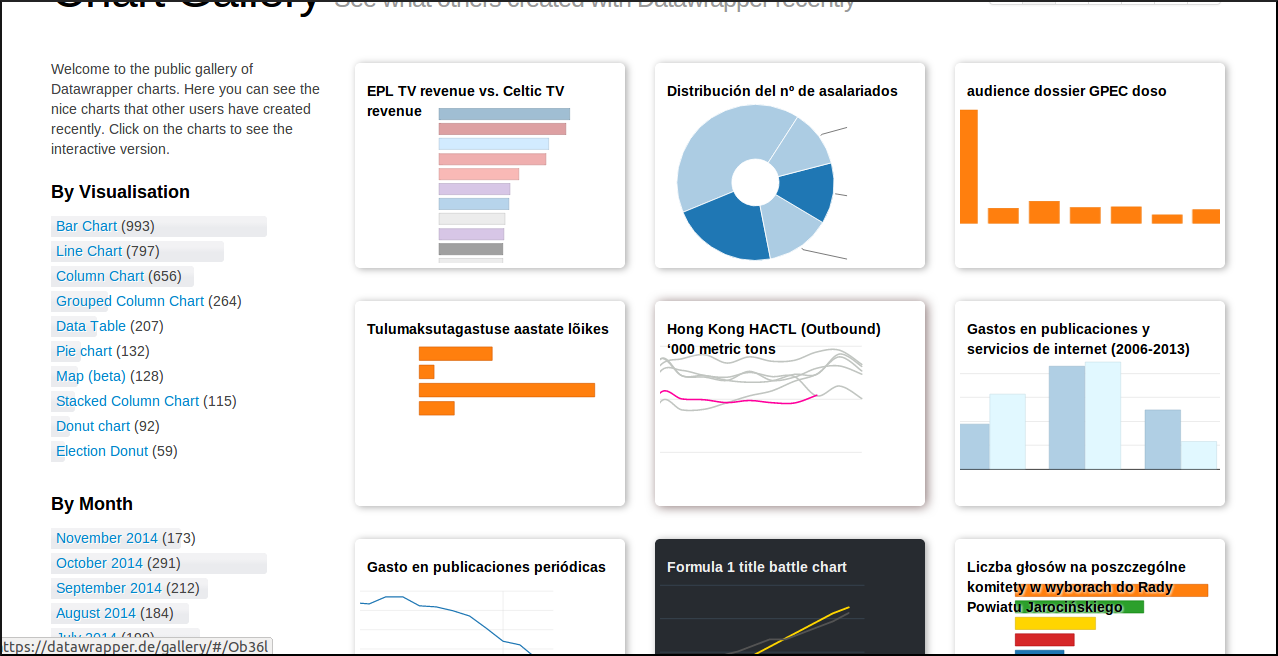 Chart Gallery See what others created with Datawrapper recently
Welcome to the public gallery of
Datawrapper charts. Here you can see the
nice charts that other users have created
recently. Click on the charts to see the
interactive version.
By Visualisation
Bar Chart (993)
Line Chart (797)
Column Chart (656)
Grouped Column Chart (264)
Data Table (207)
Pie chart (132)
Map (beta) (128)
Stacked Column Chart (115)
Donut chart (92)
Election Donut (59)
By Month
November 2014 (173)
October 2014 (291)
September 2014 (212)
August 2014 (184)
July 2014
ttps://datawrapper.de/gallery/#/Ob36l
EPL TV revenue vs. Celtic TV
revenue
Distribución del nº de asalariados
audience dossier GPEC doso
Tulumaksutagastuse aastate lõikes
Hong Kong HACTL (Outbound)
‘000 metric tons
Gastos en publicaciones y
servicios de internet (2006-2013)
Gasto en publicaciones periódicas
Formula 1 title battle chart
Liczba głosów na poszczególne
komitety w wyborach do Rady
Powiatu Jarocińskiego